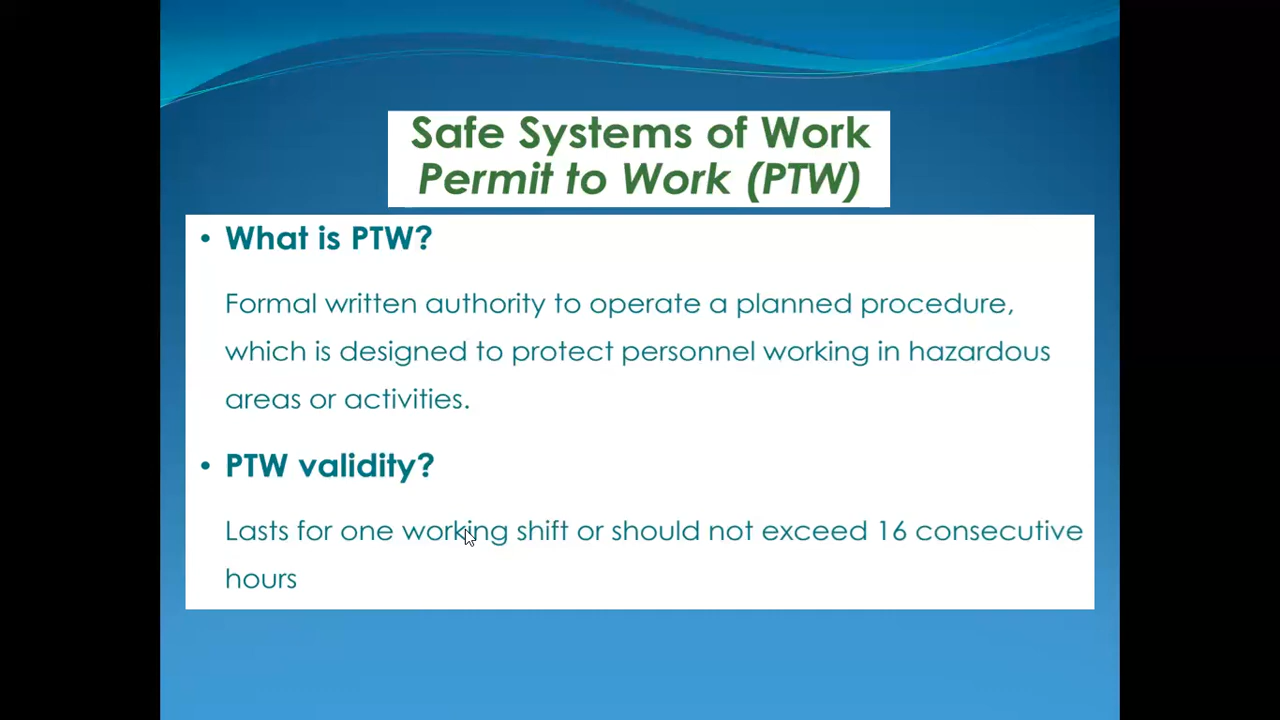 Safe Systems of Work
Permit to Work (PTW)
• What is PTW?
Formal written authority to operate a planned procedure,
which is designed to protect personnel working in hazardous
areas or activities.
• PTW validity?
Lasts for one working shift or should not exceed 16 consecutive
hours